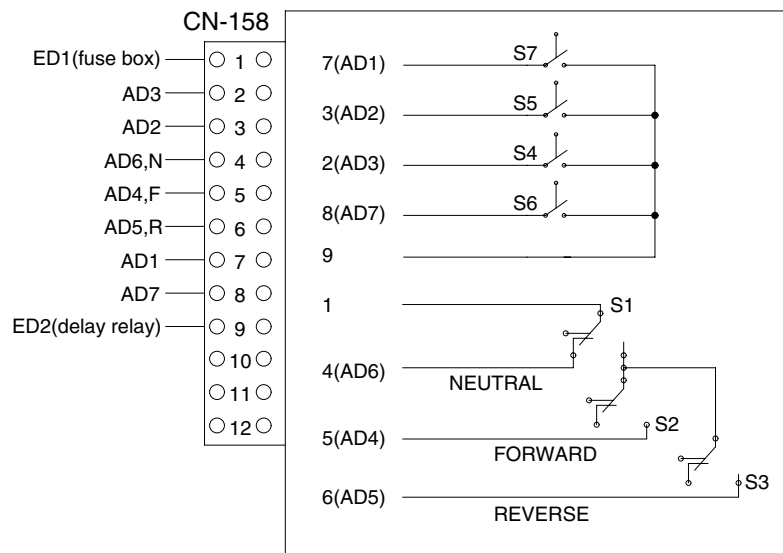 CN-158
ED1(fuse box) 1
AD3 2
AD2 3
AD6,N 4
AD4,F 5
AD5,R 6
AD1 7
AD7 8
ED2(delay relay) 9
10
11
12
7(AD1) S7
3(AD2) S5
2(AD3) S4
8(AD7) S6
9
1 S1
4(AD6) NEUTRAL
5(AD4) FORWARD S2
6(AD5) REVERSE S3